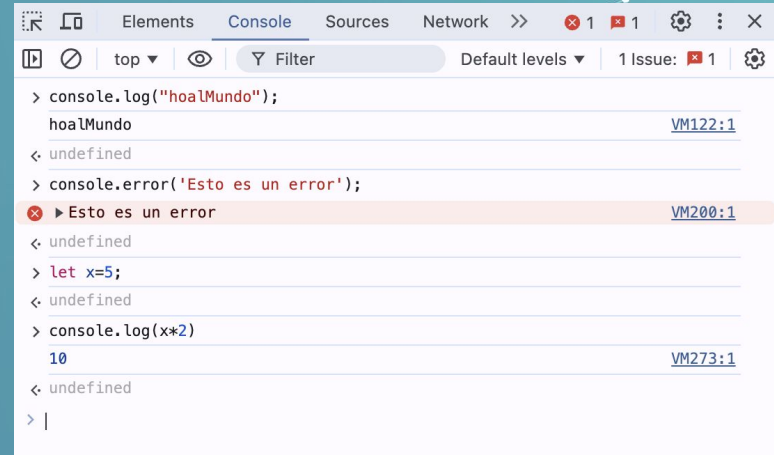 Elements Console Sources Network 1 1
top Filter Default levels 1 Issue: 1
console.log("hoalMundo");
hoalMundo VM122:1
undefined
console.error('Esto es un error');
Esto es un error VM200:1
undefined
let x=5;
undefined
console.log(x*2)
10 VM273:1
undefined